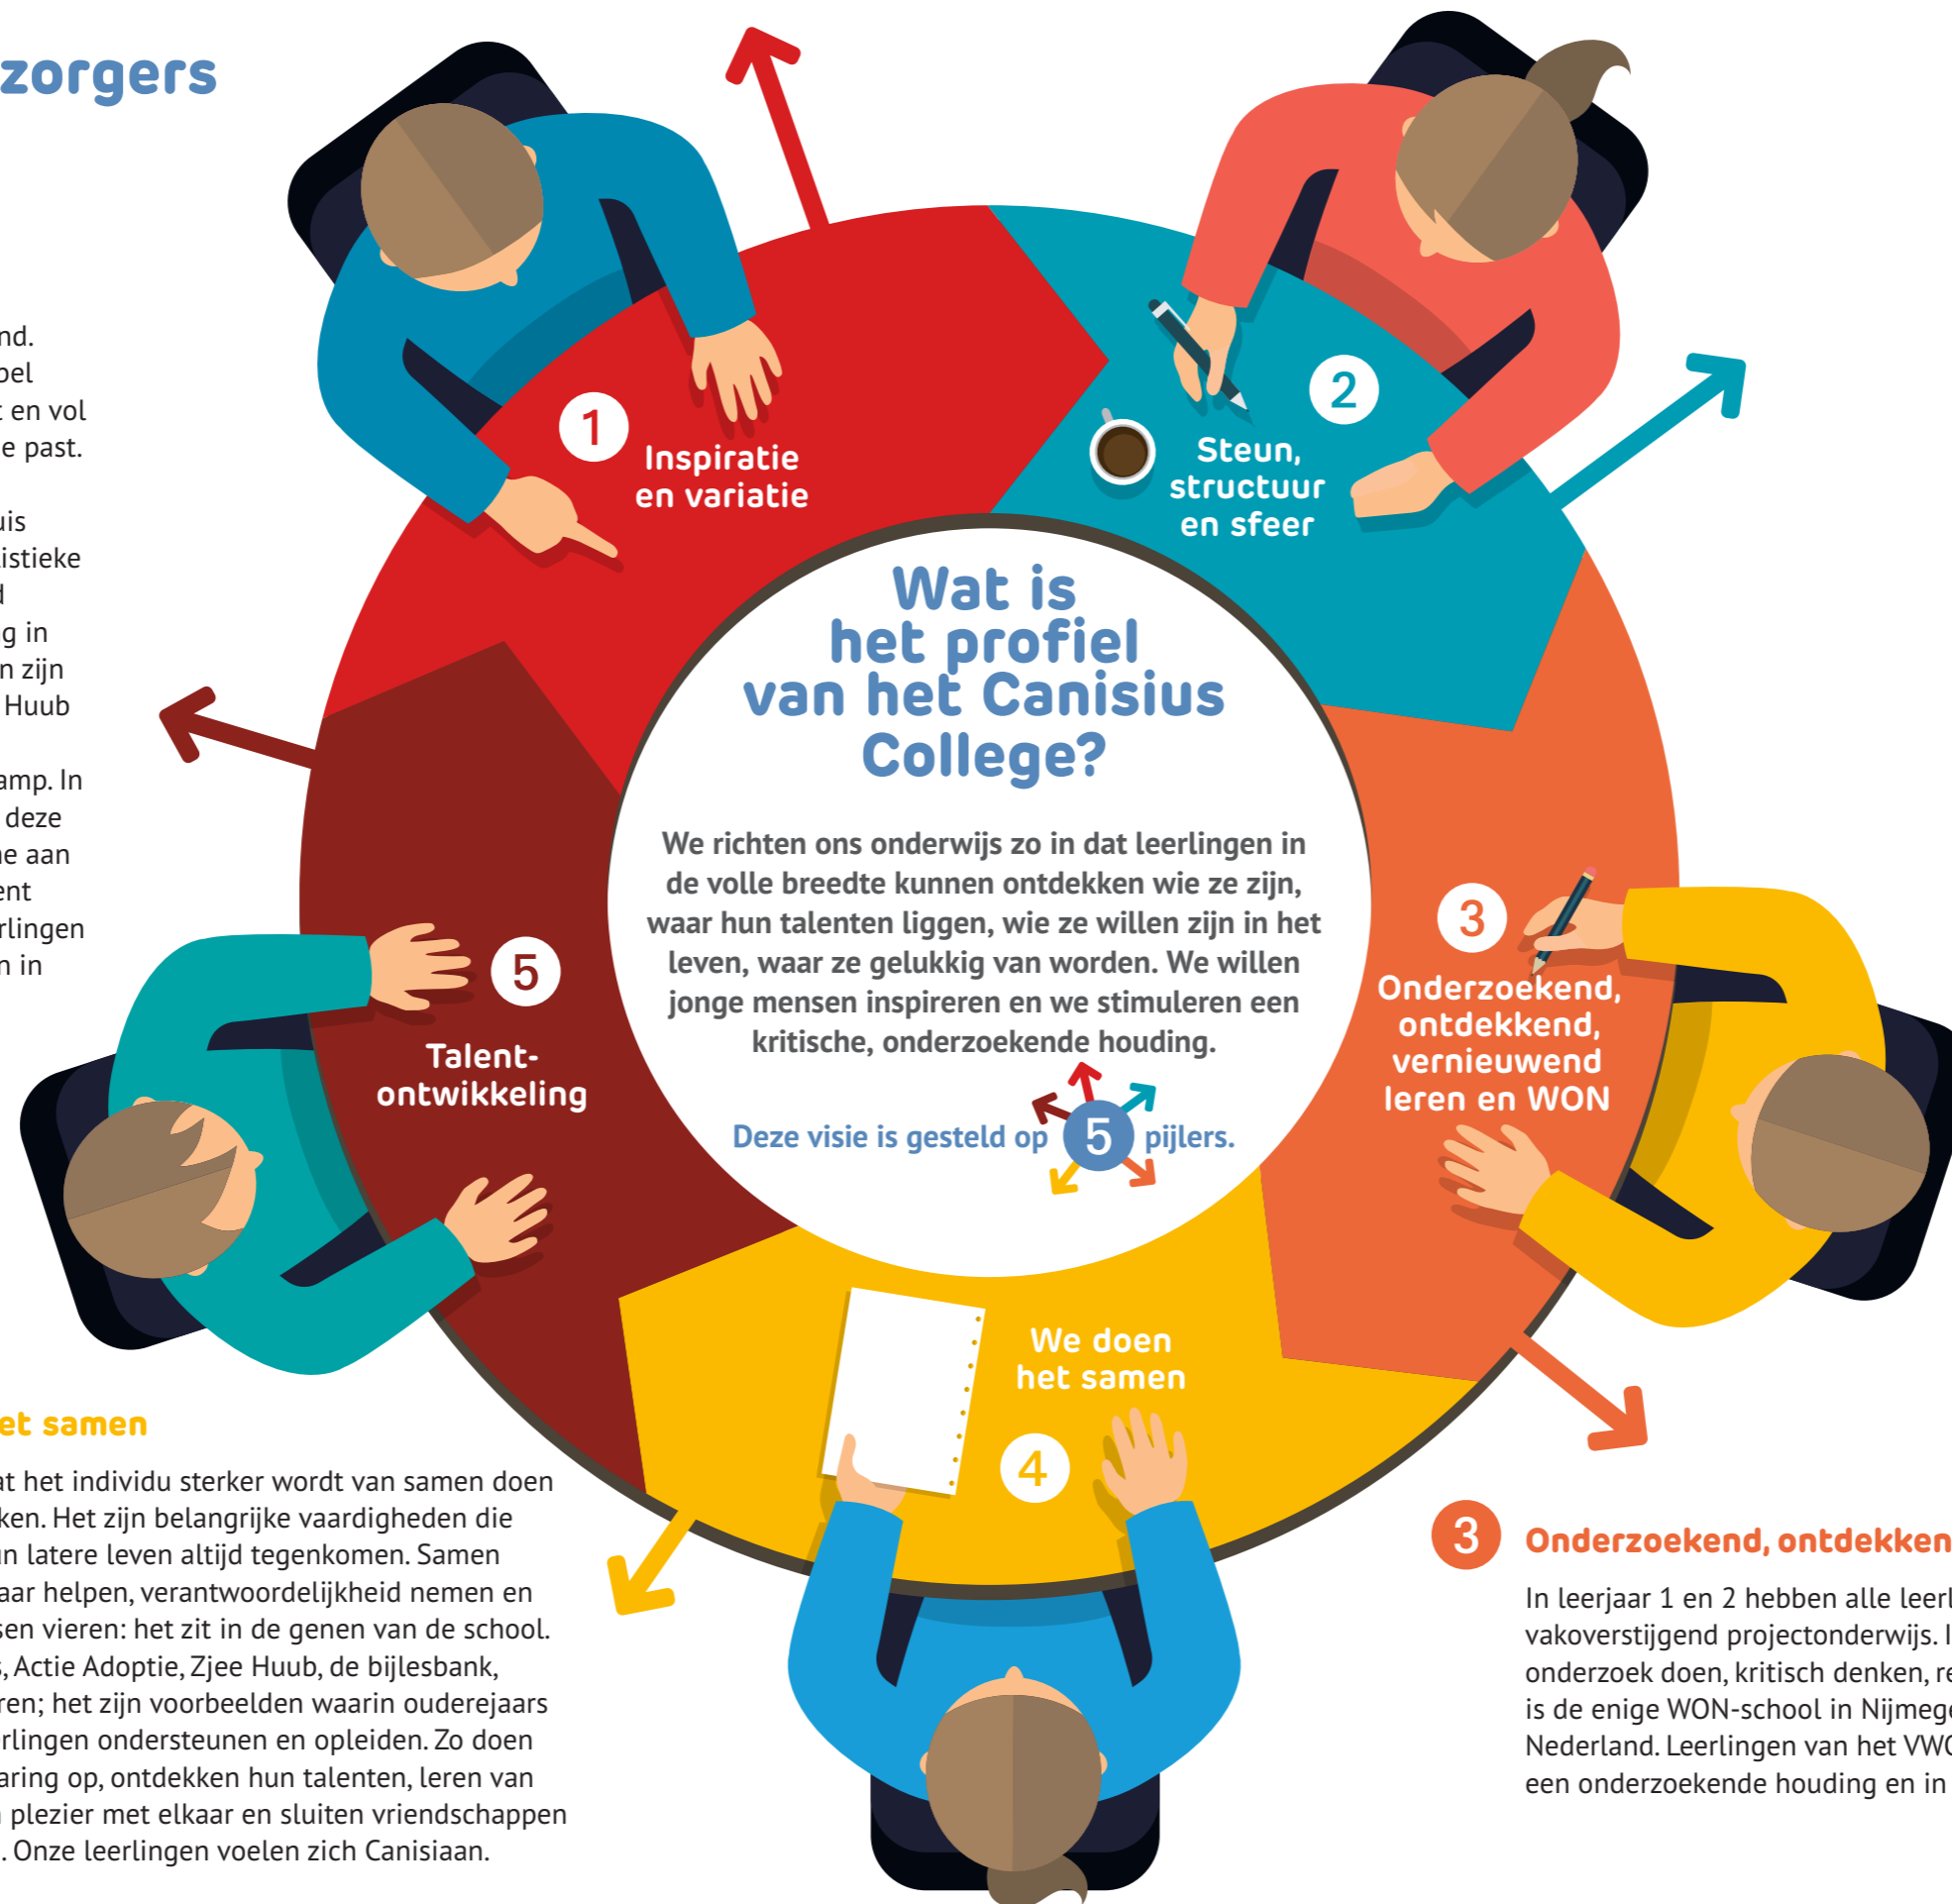 zorgers
en vol
e past.
Huub
amp. In
deze
aan
in
1
Inspiratie
en variatie
2
Steun,
structuur
en sfeer
Wat is
het profiel
van het Canisius
College?
We richten ons onderwijs zo in dat leerlingen in
de volle breedte kunnen ontdekken wie ze zijn,
waar hun talenten liggen, wie ze willen zijn in het
leven, waar ze gelukkig van worden. We willen
jonge mensen inspireren en we stimuleren een
kritische, onderzoekende houding.
Deze visie is gesteld op 5 pijlers.
3
Onderzoekend,
ontdekkend,
vernieuwend
leren en WON
We doen
het samen
4
5
Talent-
ontwikkeling
et samen
at het individu sterker wordt van samen doen
ken. Het zijn belangrijke vaardigheden die
un latere leven altijd tegenkomen. Samen
aar helpen, verantwoordelijkheid nemen en
sen vieren: het zit in de genen van de school.
s, Actie Adoptie, Zjee Huub, de bijlesbank,
ren; het zijn voorbeelden waarin ouderejaars
erlingen ondersteunen en opleiden. Zo doen
aring op, ontdekken hun talenten, leren van
plezier met elkaar en sluiten vriendschappen
. Onze leerlingen voelen zich Canisiaan.
3 Onderzoekend, ontdekken
In leerjaar 1 en 2 hebben alle leerl
vakoverstijgend projectonderwijs. I
onderzoek doen, kritisch denken, re
is de enige WON-school in Nijmege
Nederland. Leerlingen van het VWO
een onderzoekende houding en in